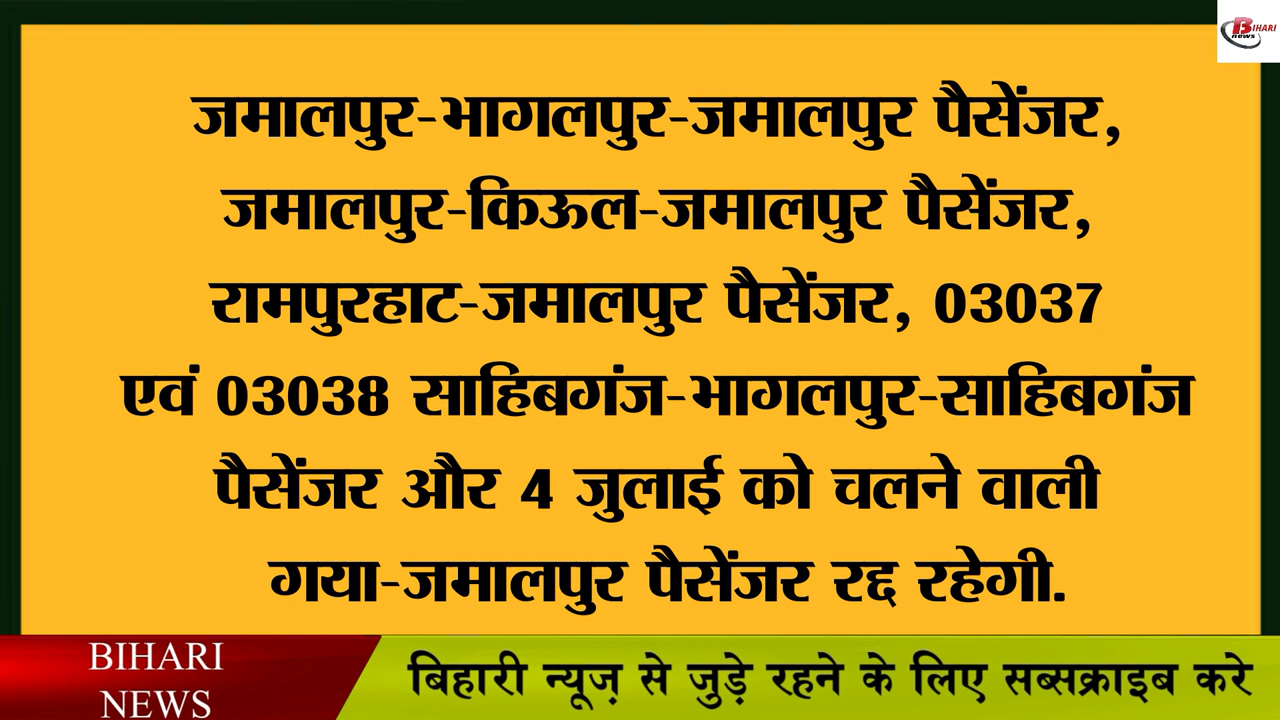 BIHARI
news
जमालपुर-भागलपुर-जमालपुर पैसेंजर,
जमालपुर-किऊल-जमालपुर पैसेंजर,
रामपुरहाट-जमालपुर पैसेंजर, 03037
एवं 03038 साहिबगंज-भागलपुर-साहिबगंज
पैसेंजर और 4 जुलाई को चलने वाली
गया-जमालपुर पैसेंजर रद्द रहेगी.
BIHARI
NEWS
बिहारी न्यूज़ से जुड़े रहने के लिए सब्सक्राइब करे